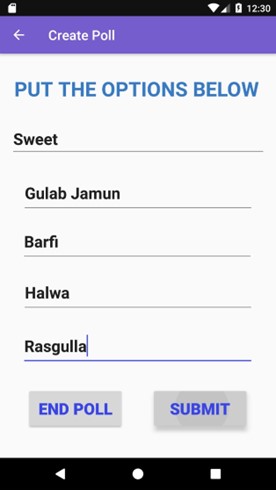 12:30
Create Poll
PUT THE OPTIONS BELOW
Sweet
Gulab Jamun
Barfi
Halwa
Rasgulla
END POLL SUBMIT